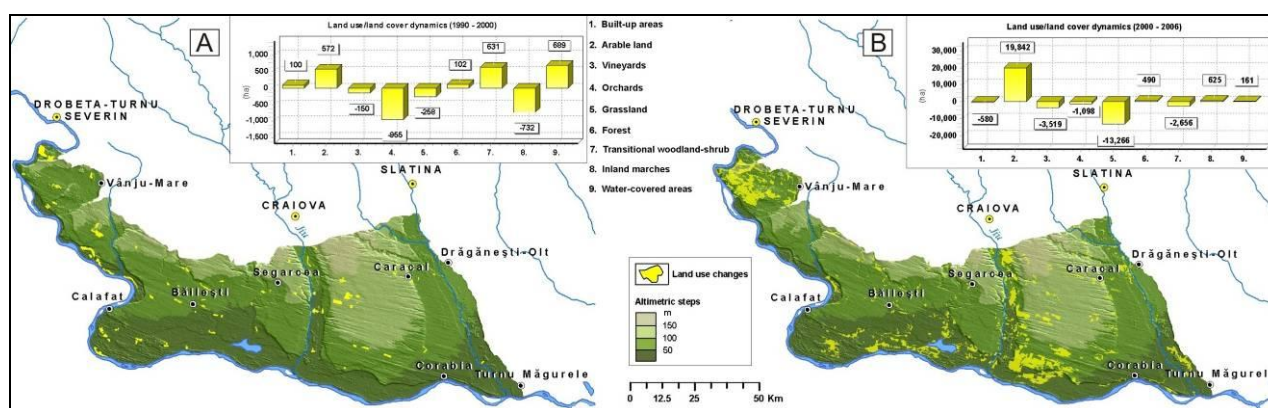 A
Land use/land cover dynamics (1990 - 2000)
(ha)
1,000
500
0
-500
-1,000
-1,500
100
572
-150
-955
-258
102
631
-732
689
1. 2. 3. 4. 5. 6. 7. 8. 9.
1. Built-up areas
2. Arable land
3. Vineyards
4. Orchards
5. Grassland
6. Forest
7. Transitional woodland-shrub
8. Inland marches
9. Water-covered areas
DROBETA-TURNU
SEVERIN
Vânju-Mare
SLATINA
CRAIOVA
Jiu
Drăgăneşti-Olt
Segarcea
Caracal
Calafat
Băileşti
Corabia
Turnu Măgurele
Land use changes
Altimetric steps
m
150
100
50
0 12.5 25 50 Km
B
Land use/land cover dynamics (2000 - 2006)
(ha)
30,000
20,000
10,000
0
-10,000
-20,000
-580
19,842
-3,519
-1,098
-13,266
490
-2,656
625
161
1. 2. 3. 4. 5. 6. 7. 8. 9.
DROBETA-TURNU
SEVERIN
Vânju-Mare
SLATINA
CRAIOVA
Jiu
Drăgăneşti-Olt
Segarcea
Caracal
Calafat
Băileşti
Corabia
Turnu Măgurele